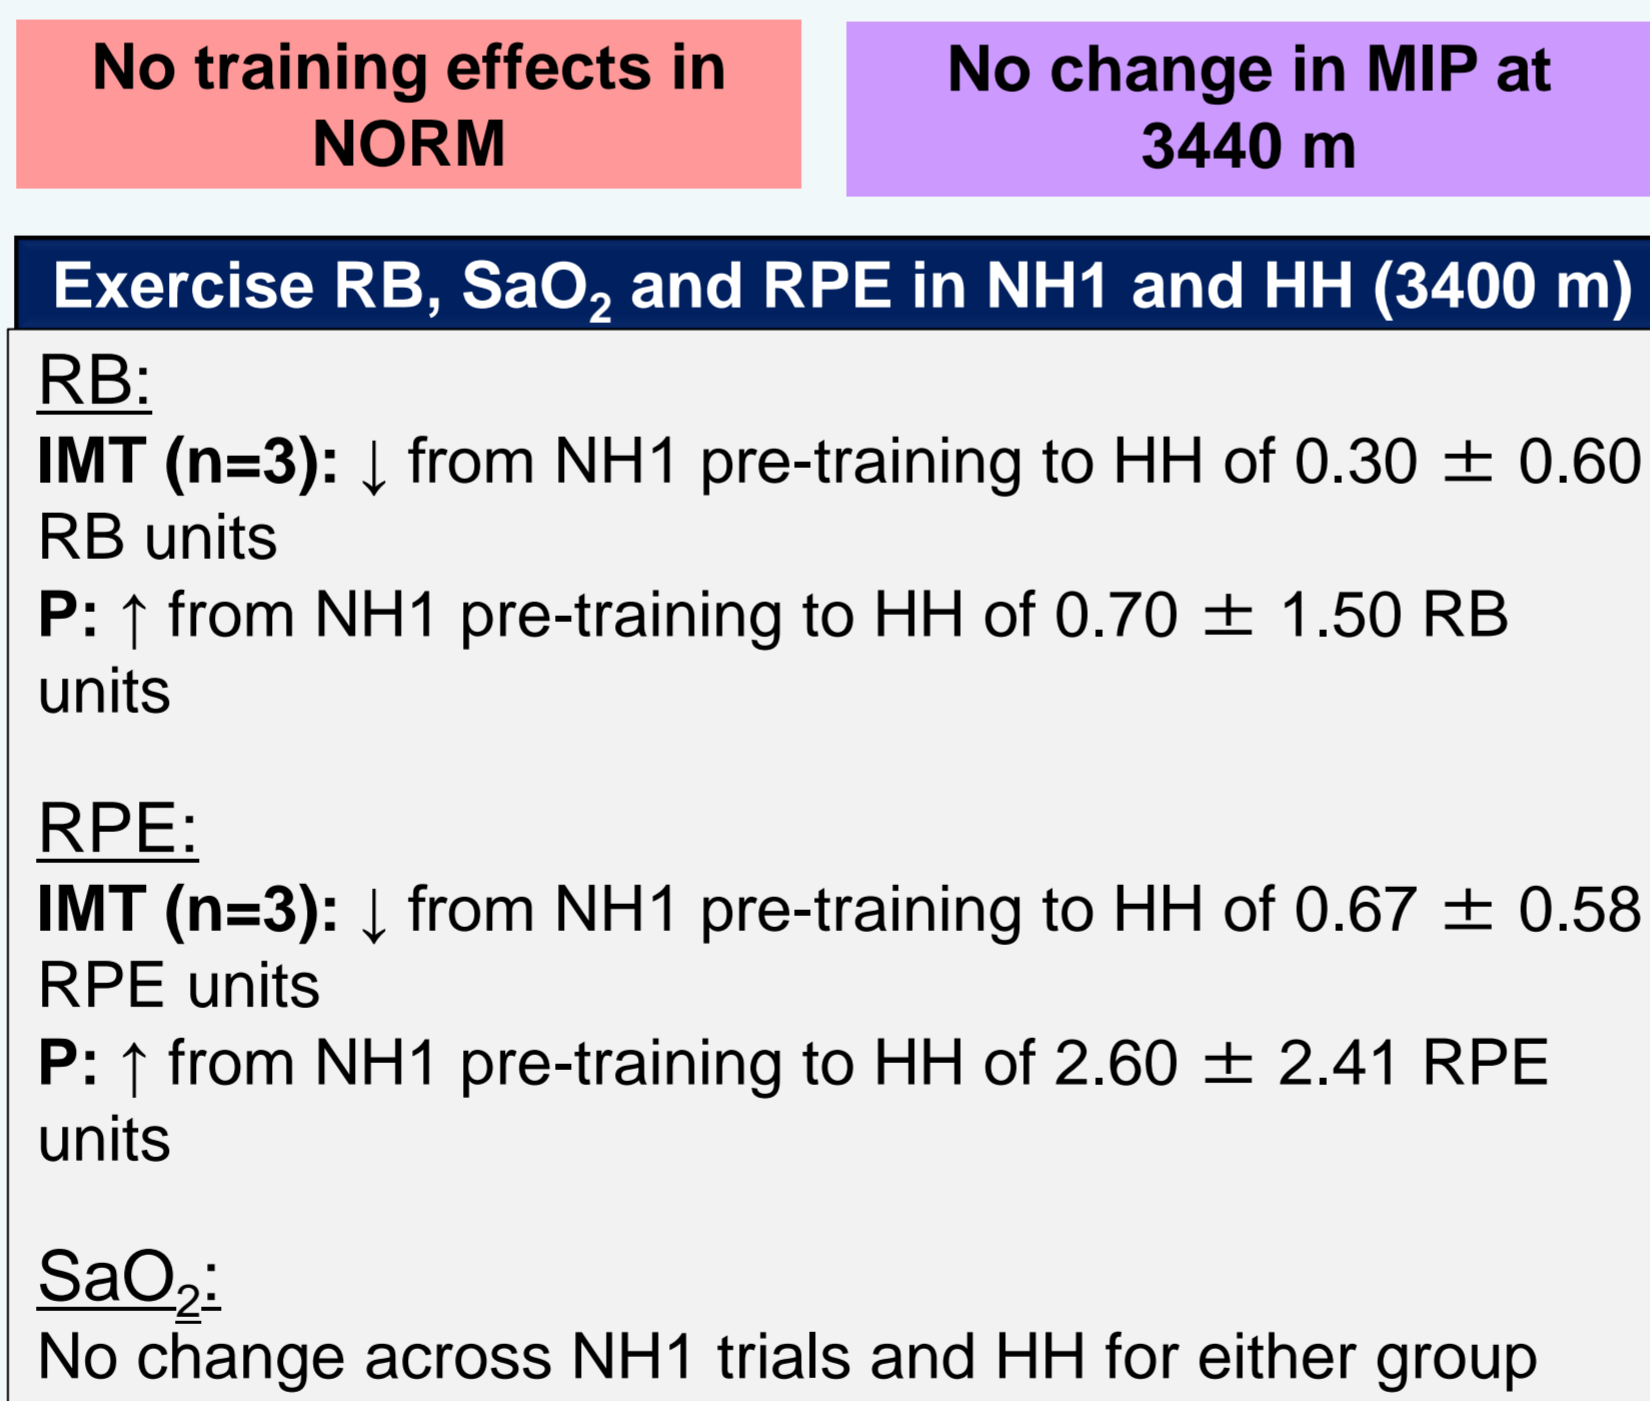 No training effects in
NORM
No change in MIP at
3440 m
Exercise RB, SaO₂ and RPE in NH1 and HH (3400 m)
RB:
IMT (n=3): ↓ from NH1 pre-training to HH of 0.30 ± 0.60
RB units
P: ↑ from NH1 pre-training to HH of 0.70 ± 1.50 RB
units
RPE:
IMT (n=3): ↓ from NH1 pre-training to HH of 0.67 ± 0.58
RPE units
P: ↑ from NH1 pre-training to HH of 2.60 ± 2.41 RPE
units
SaO₂:
No change across NH1 trials and HH for either group